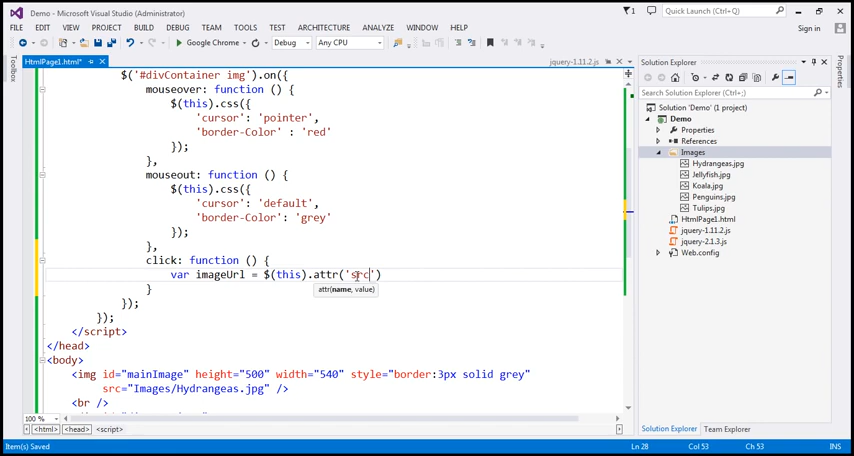 Demo - Microsoft Visual Studio (Administrator)
1
Quick Launch (Ctrl+Q)
FILE EDIT VIEW PROJECT BUILD DEBUG TEAM TOOLS TEST ARCHITECTURE ANALYZE WINDOW HELP
Sign in
Google Chrome
Debug
Any CPU
Toolbox
HtmlPage1.html*
jquery-1.11.2.js
$('#divContainer img').on({
mouseover: function () {
$(this).css({
'cursor': 'pointer',
'border-Color' : 'red'
});
},
mouseout: function () {
$(this).css({
'cursor': 'default',
'border-Color': 'grey'
});
},
click: function () {
var imageUrl = $(this).attr('src')
attr(name, value)
}
});
});
</script>
</head>
<body>
<img id="mainImage" height="500" width="540" style="border:3px solid grey"
src="Images/Hydrangeas.jpg" />
<br />
100 %
<html> <head> <script>
Solution Explorer
Search Solution Explorer (Ctrl+;)
Solution 'Demo' (1 project)
Demo
Properties
References
Images
Hydrangeas.jpg
Jellyfish.jpg
Koala.jpg
Penguins.jpg
Tulips.jpg
HtmlPage1.html
jquery-1.11.2.js
jquery-2.1.3.js
Web.config
Solution Explorer Team Explorer
Properties
Item(s) Saved
Ln 28 Col 53 Ch 53 INS